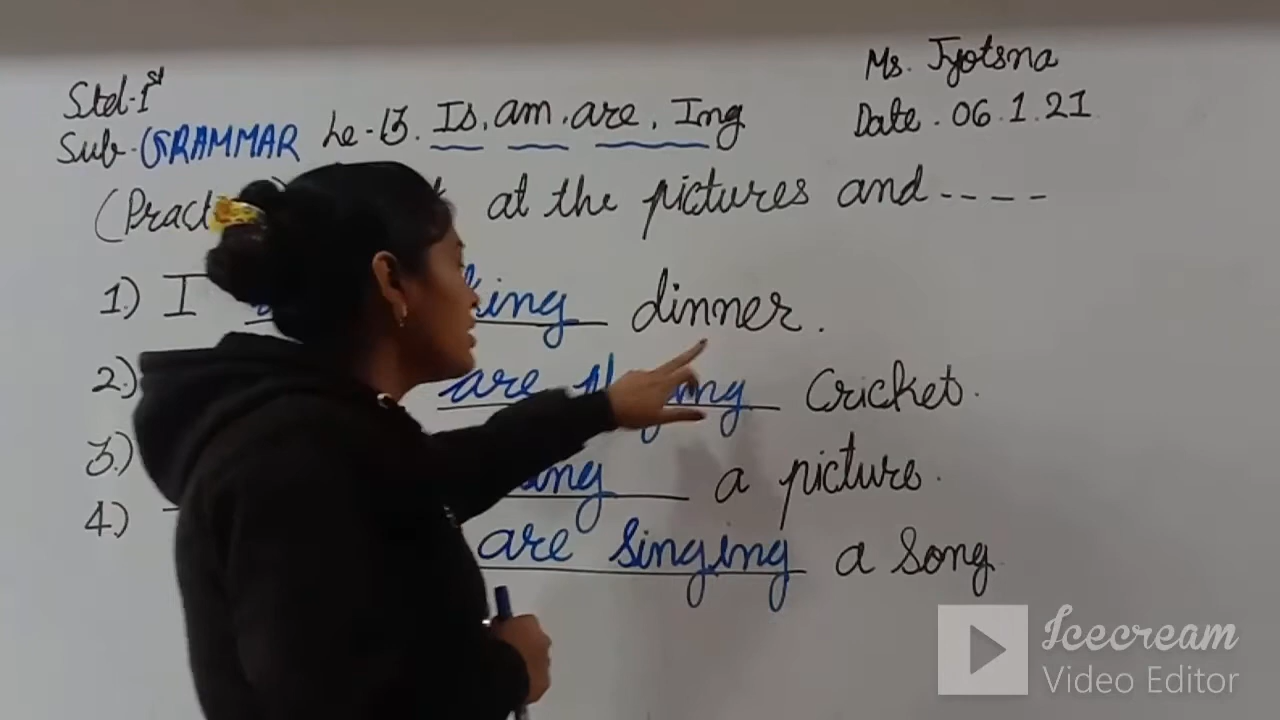 Std-1st
Ms. Jyotsna
Sub-GRAMMAR Le-13. Is, am, are, Ing
Date. 06.1.21
at the pictures and----
1.) I dinner.
2.) are Cricket.
3.) a picture.
4.) are singing a song
Icecream
Video Editor